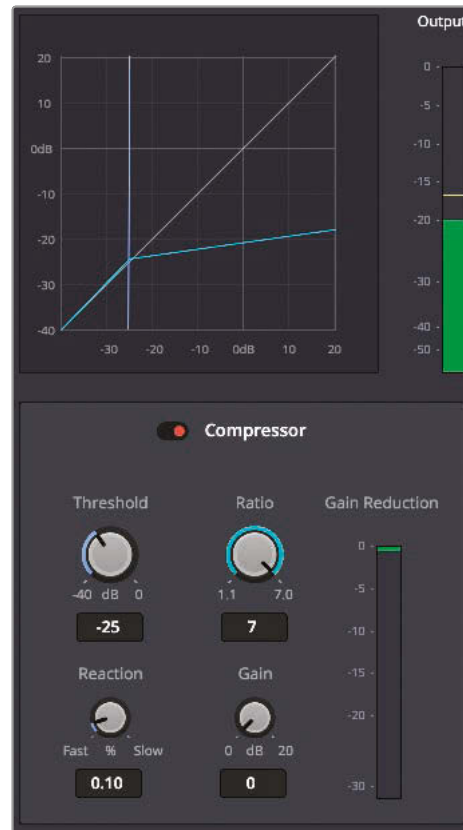 Output
20
10
0dB
-10
-20
-30
-40
-30 -20 -10 0dB 10 20
0
-5
-10
-15
-20
-30
-40
-50
Compressor
Threshold Ratio Gain Reduction
-40 dB 0
1.1 7.0
-25 7
Reaction Gain
Fast % Slow
0 dB 20
0.10 0
0
-5
-10
-15
-20
-30